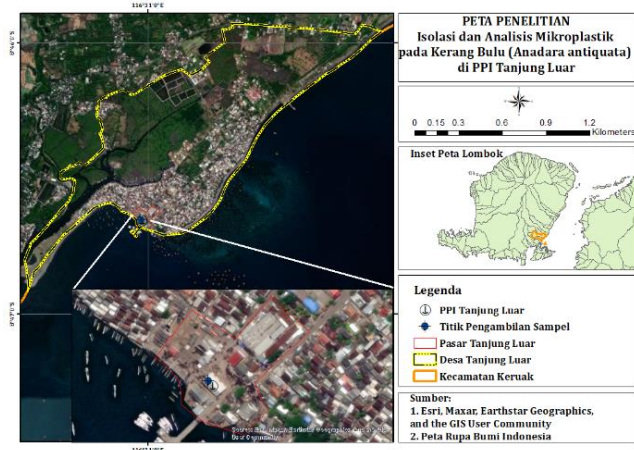 PETA PENELITIAN
Isolasi dan Analisis Mikroplastik
pada Kerang Bulu (Anadara antiquata)
di PPI Tanjung Luar
0 0.15 0.3 0.6 0.9 1.2
Kilometers
Inset Peta Lombok
Legenda
PPI Tanjung Luar
Titik Pengambilan Sampel
Pasar Tanjung Luar
Desa Tanjung Luar
Kecamatan Keruak
Sumber:
1. Esri, Maxar, Earthstar Geographics,
and the GIS User Community
2. Peta Rupa Bumi Indonesia